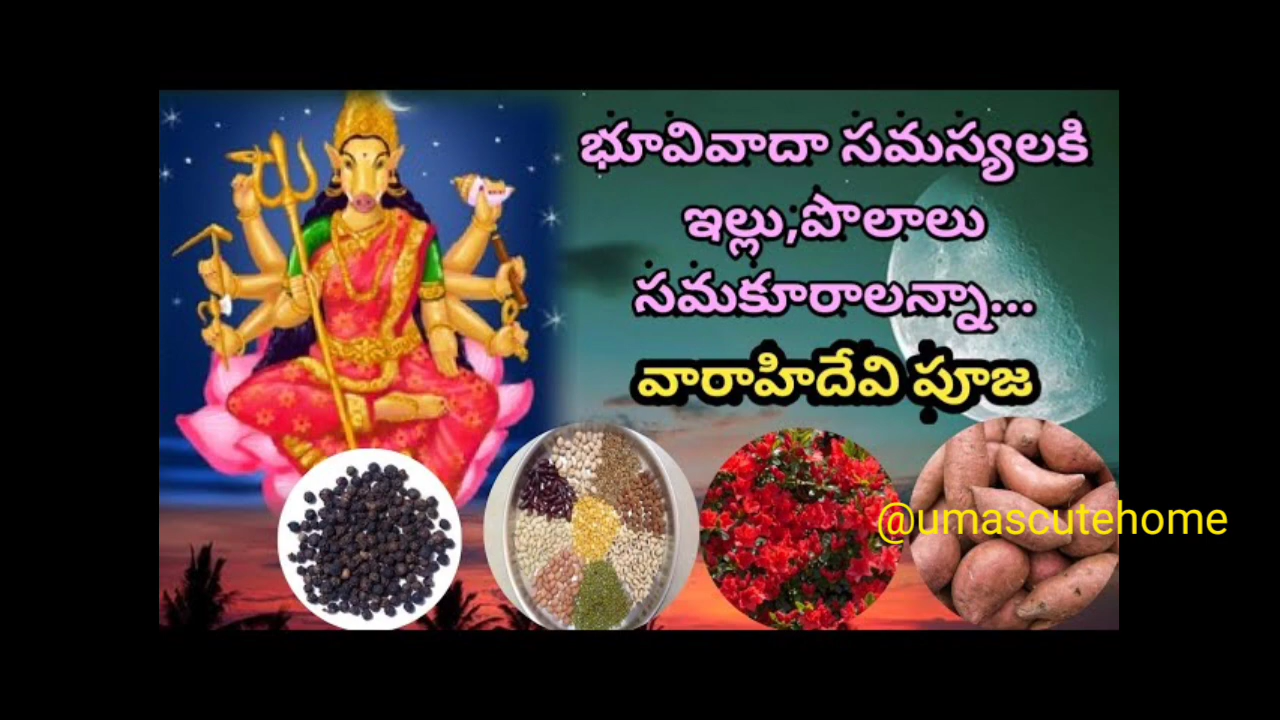 భూవివాదా సమస్యలకి
ఇల్లు,పొలాలు
సమకూరాలన్నా...
వారాహిదేవి పూజ
@umascutehome